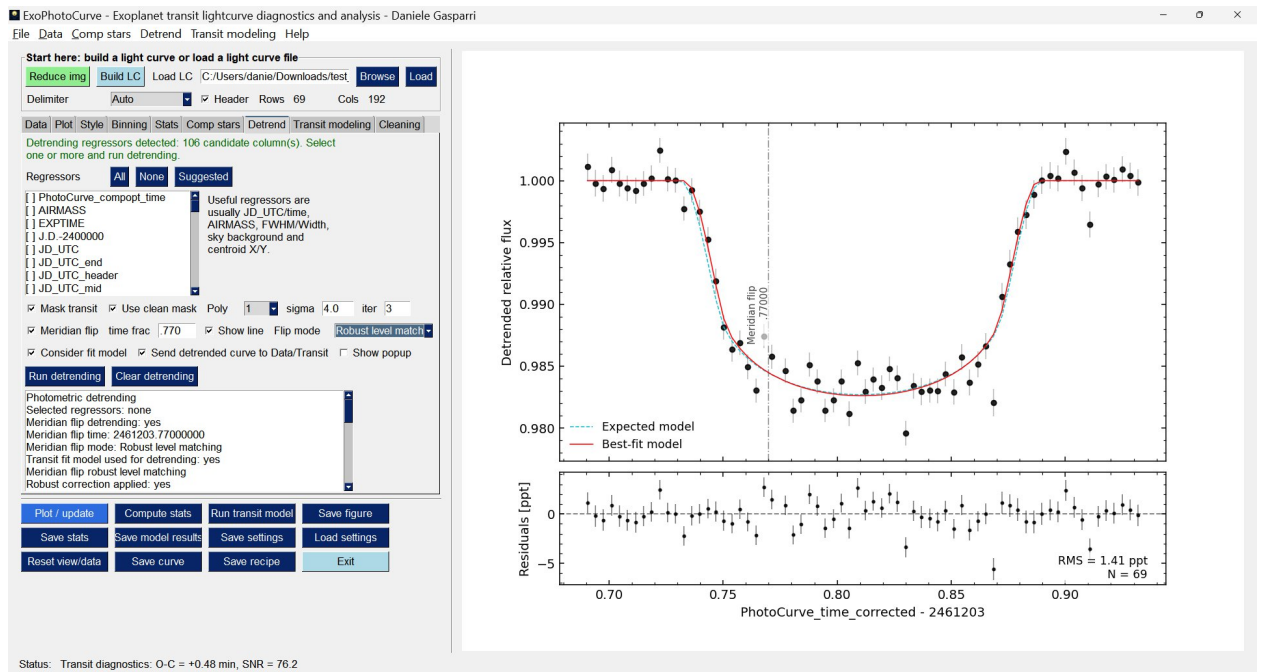 ExoPhotoCurve - Exoplanet transit lightcurve diagnostics and analysis - Daniele Gasparri
File Data Comp stars Detrend Transit modeling Help
Start here: build a light curve or load a light curve file
Reduce img Build LC Load LC C:/Users/danie/Downloads/test_ Browse Load
Delimiter Auto Header Rows 69 Cols 192
Data Plot Style Binning Stats Comp stars Detrend Transit modeling Cleaning
Detrending regressors detected: 106 candidate column(s). Select
one or more and run detrending.
Regressors All None Suggested
[ ] PhotoCurve_compopt_time
[ ] AIRMASS
[ ] EXPTIME
[ ] J.D.-2400000
[ ] JD_UTC
[ ] JD_UTC_end
[ ] JD_UTC_header
[ ] JD_UTC_mid
Useful regressors are
usually JD_UTC/time,
AIRMASS, FWHM/Width,
sky background and
centroid X/Y.
Mask transit Use clean mask Poly 1 sigma 4.0 iter 3
Meridian flip time frac .770 Show line Flip mode Robust level match
Consider fit model Send detrended curve to Data/Transit Show popup
Run detrending Clear detrending
Photometric detrending
Selected regressors: none
Meridian flip detrending: yes
Meridian flip time: 2461203.77000000
Meridian flip mode: Robust level matching
Transit fit model used for detrending: yes
Meridian flip robust level matching
Robust correction applied: yes
Plot / update Compute stats Run transit model Save figure
Save stats Save model results Save settings Load settings
Reset view/data Save curve Save recipe Exit
Status: Transit diagnostics: O-C = +0.48 min, SNR = 76.2
Detrended relative flux
1.000
0.995
0.990
0.985
0.980
Meridian flip
.77000
Expected model
Best-fit model
Residuals [ppt]
0
−5
RMS = 1.41 ppt
N = 69
0.70 0.75 0.80 0.85 0.90
PhotoCurve_time_corrected - 2461203